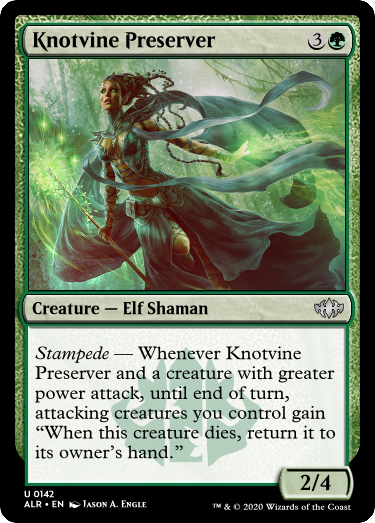 Knotvine Preserver 3
Creature — Elf Shaman
Stampede — Whenever Knotvine
Preserver and a creature with greater
power attack, until end of turn,
attacking creatures you control gain
“When this creature dies, return it to
its owner's hand.”
2/4
U 0142
ALR • EN Jason A. Engle
™ & © 2020 Wizards of the Coast